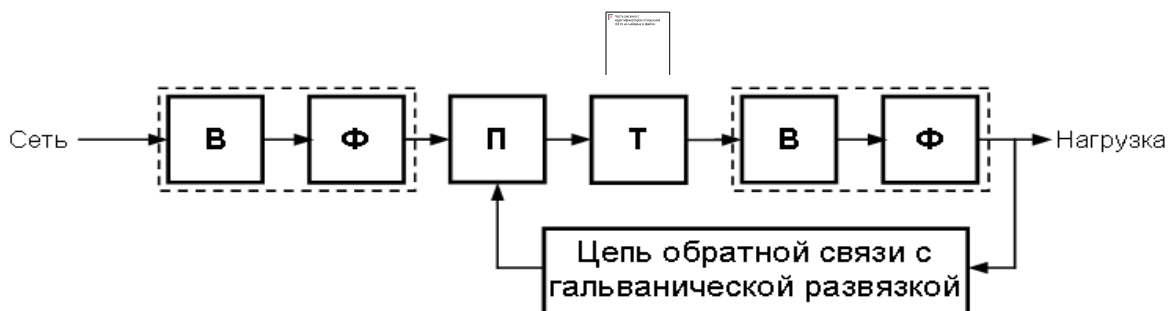 Сеть
В
Ф
П
Т
В
Ф
Нагрузка
Цепь обратной связи с
гальванической развязкой